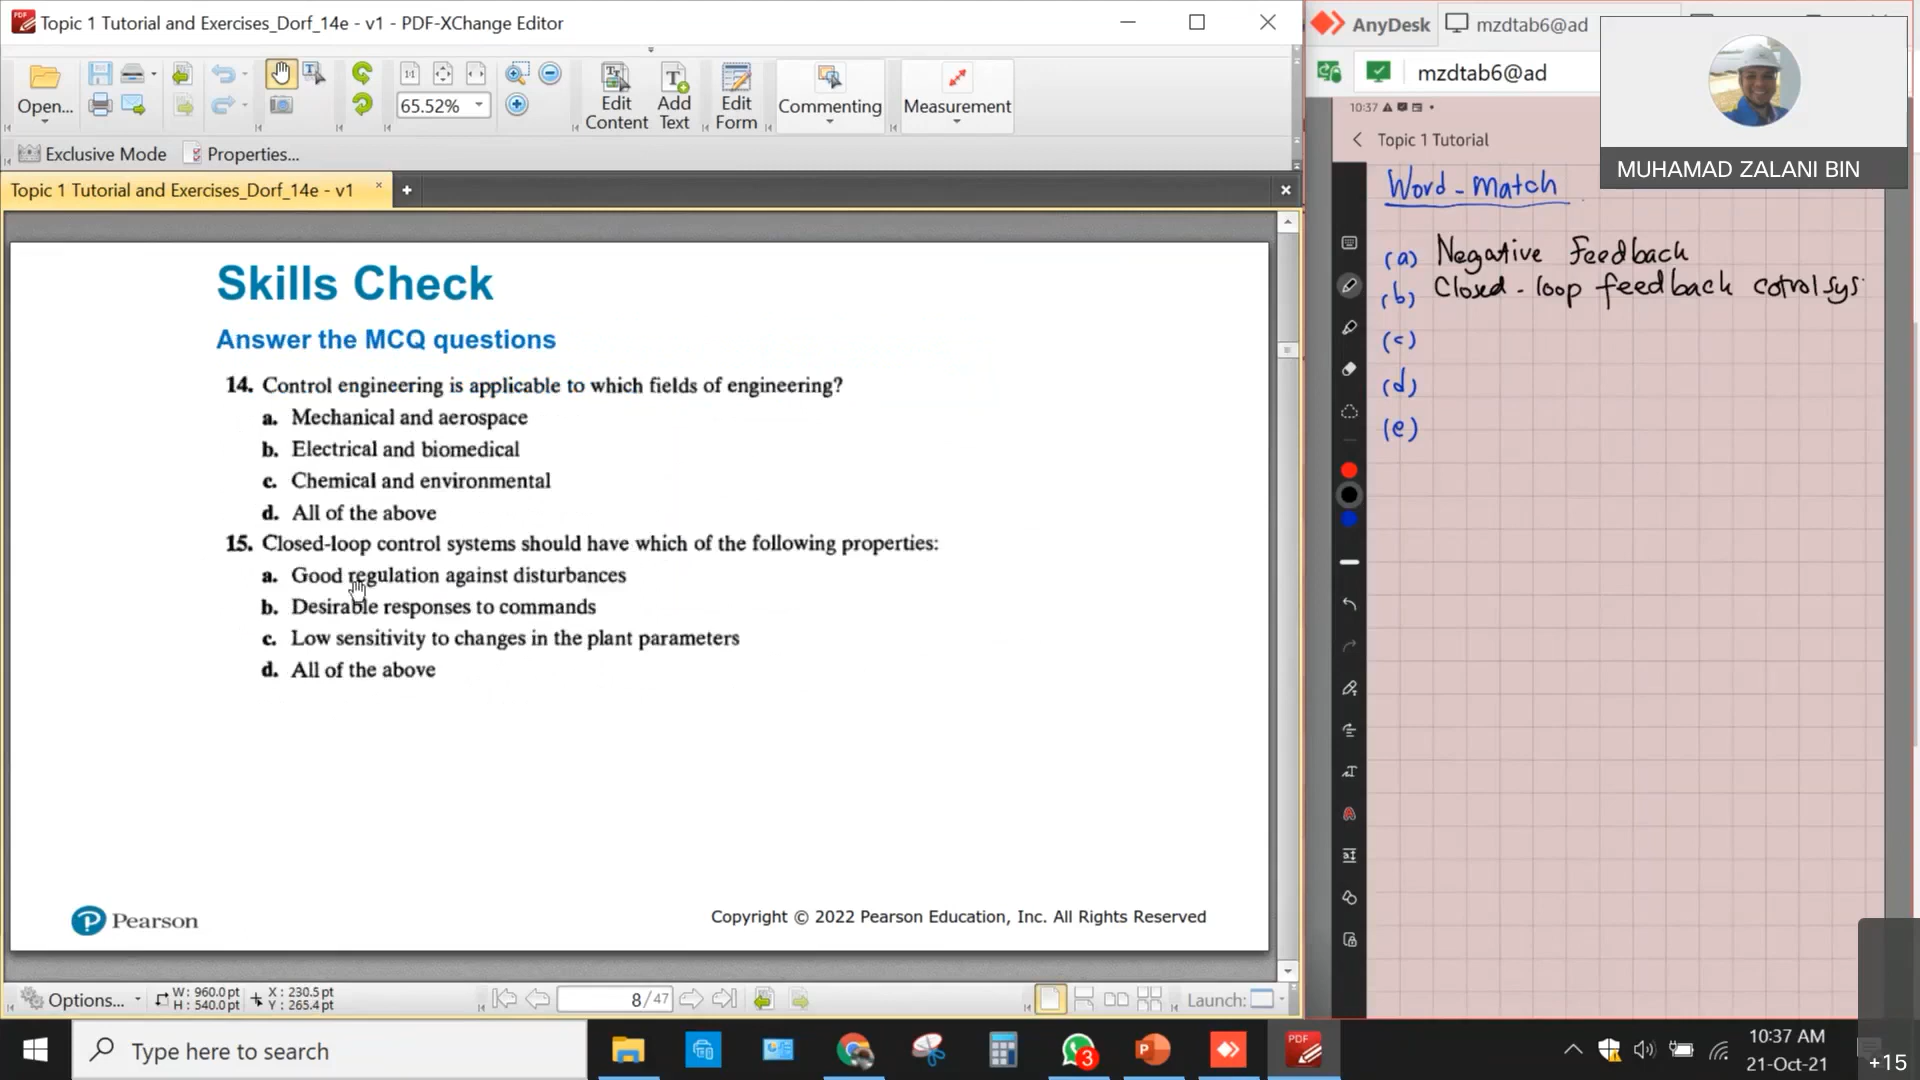 Topic 1 Tutorial and Exercises_Dorf_14e - v1 - PDF-XChange Editor
Open...
1:1
65.52%
Edit Content
Add Text
Edit Form
Commenting
Measurement
Exclusive Mode
Properties...
Topic 1 Tutorial and Exercises_Dorf_14e - v1
Skills Check
Answer the MCQ questions
14. Control engineering is applicable to which fields of engineering?
a. Mechanical and aerospace
b. Electrical and biomedical
c. Chemical and environmental
d. All of the above
15. Closed-loop control systems should have which of the following properties:
a. Good regulation against disturbances
b. Desirable responses to commands
c. Low sensitivity to changes in the plant parameters
d. All of the above
Pearson
Copyright © 2022 Pearson Education, Inc. All Rights Reserved
Options...
W: 960.0 pt
H: 540.0 pt
X: 230.5 pt
Y: 265.4 pt
8 / 47
Launch:
AnyDesk
mzdtab6@ad
mzdtab6@ad
MUHAMAD ZALANI BIN
10:37
Topic 1 Tutorial
Word - Match
(a) Negative Feedback
(b) Closed - loop feedback cotrol sys
(c)
(d)
(e)
Type here to search
3
PDF
10:37 AM
21-Oct-21
+15